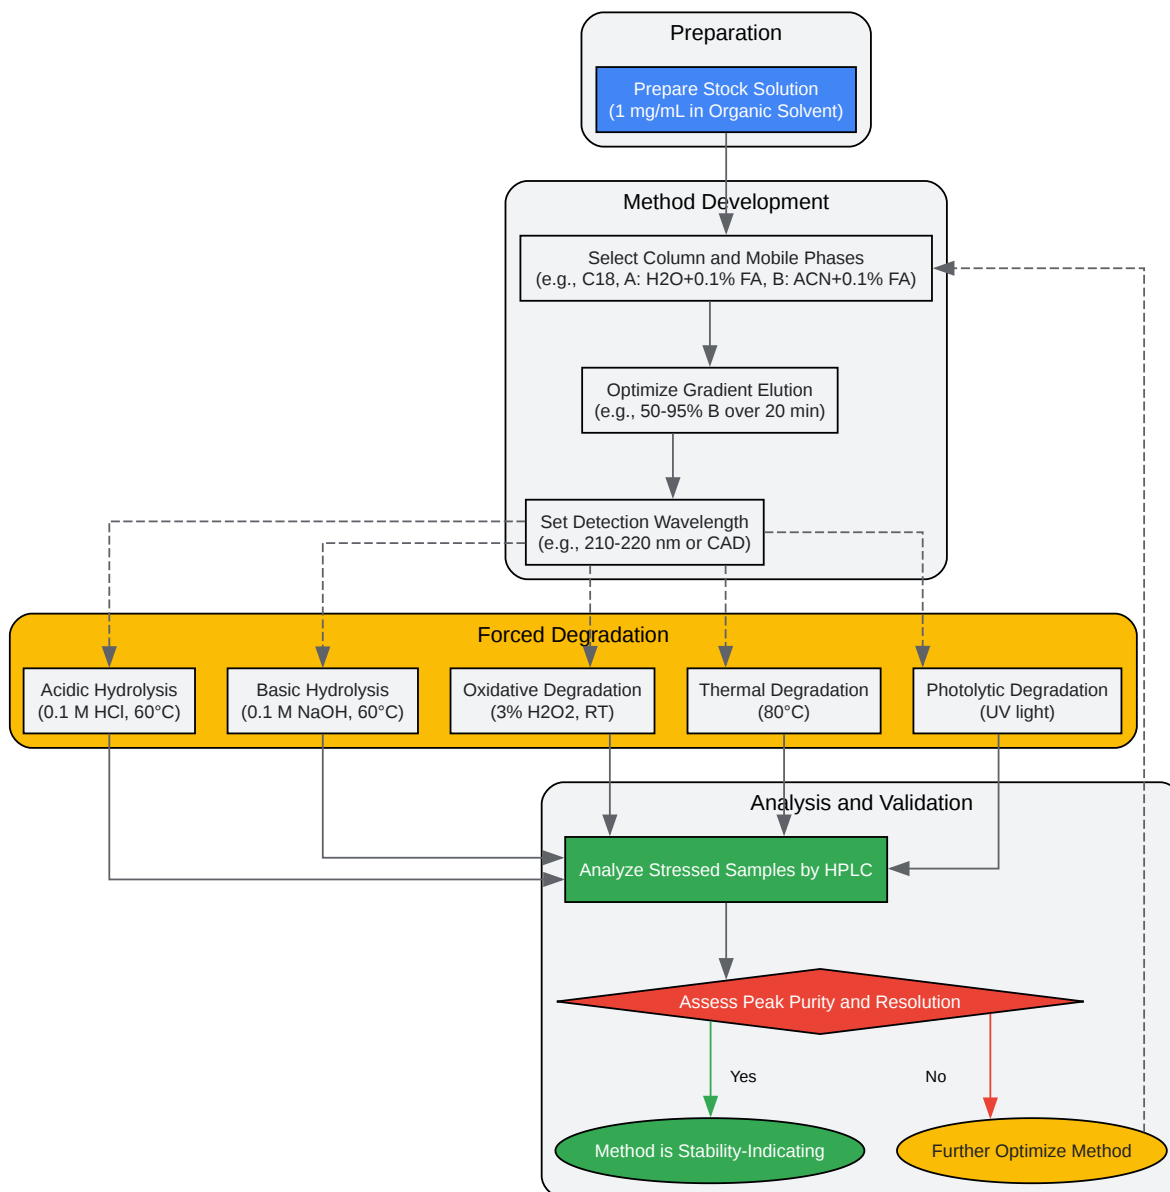 Preparation
Prepare Stock Solution
(1 mg/mL in Organic Solvent)
Method Development
Select Column and Mobile Phases
(e.g., C18, A: H2O+0.1% FA, B: ACN+0.1% FA)
Optimize Gradient Elution
(e.g., 50-95% B over 20 min)
Set Detection Wavelength
(e.g., 210-220 nm or CAD)
Forced Degradation
Acidic Hydrolysis
(0.1 M HCl, 60°C)
Basic Hydrolysis
(0.1 M NaOH, 60°C)
Oxidative Degradation
(3% H2O2, RT)
Thermal Degradation
(80°C)
Photolytic Degradation
(UV light)
Analysis and Validation
Analyze Stressed Samples by HPLC
Assess Peak Purity and Resolution
Yes
No
Method is Stability-Indicating
Further Optimize Method